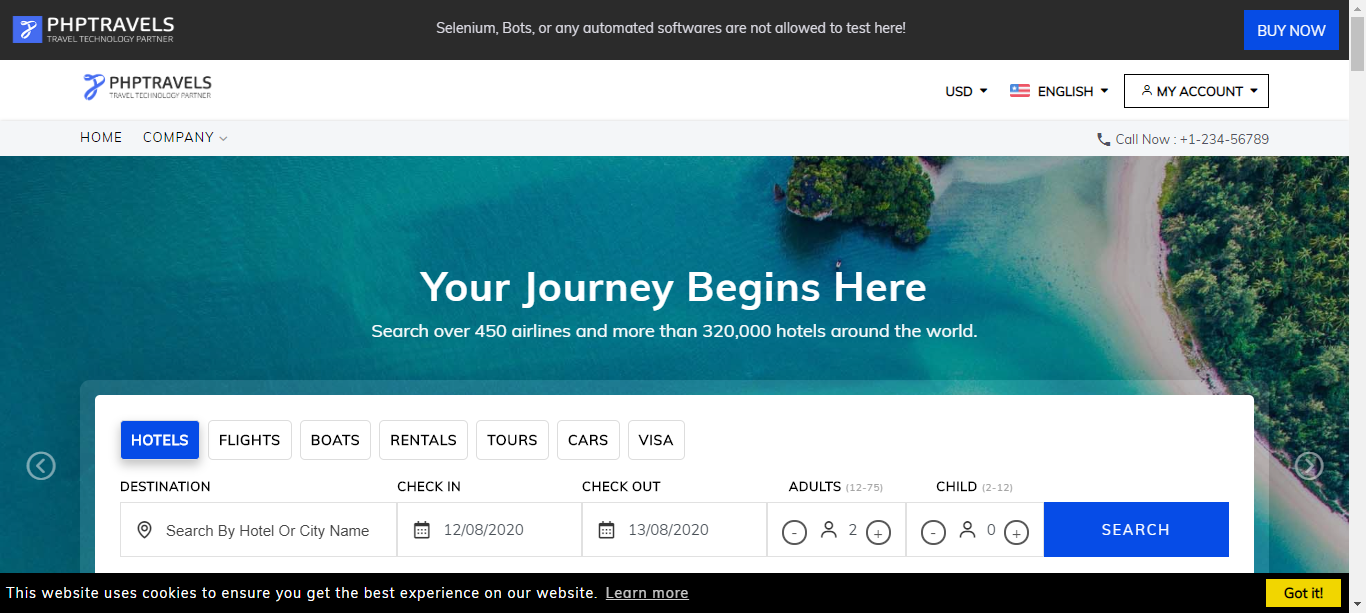 PHPTRAVELS
TRAVEL TECHNOLOGY PARTNER
Selenium, Bots, or any automated softwares are not allowed to test here!
BUY NOW
PHPTRAVELS
TRAVEL TECHNOLOGY PARTNER
USD
ENGLISH
MY ACCOUNT
HOME COMPANY
Call Now : +1-234-56789
Your Journey Begins Here
Search over 450 airlines and more than 320,000 hotels around the world.
HOTELS FLIGHTS BOATS RENTALS TOURS CARS VISA
DESTINATION CHECK IN CHECK OUT ADULTS (12-75) CHILD (2-12)
Search By Hotel Or City Name 12/08/2020 13/08/2020 - 2 + - 0 + SEARCH
This website uses cookies to ensure you get the best experience on our website. Learn more
Got it!